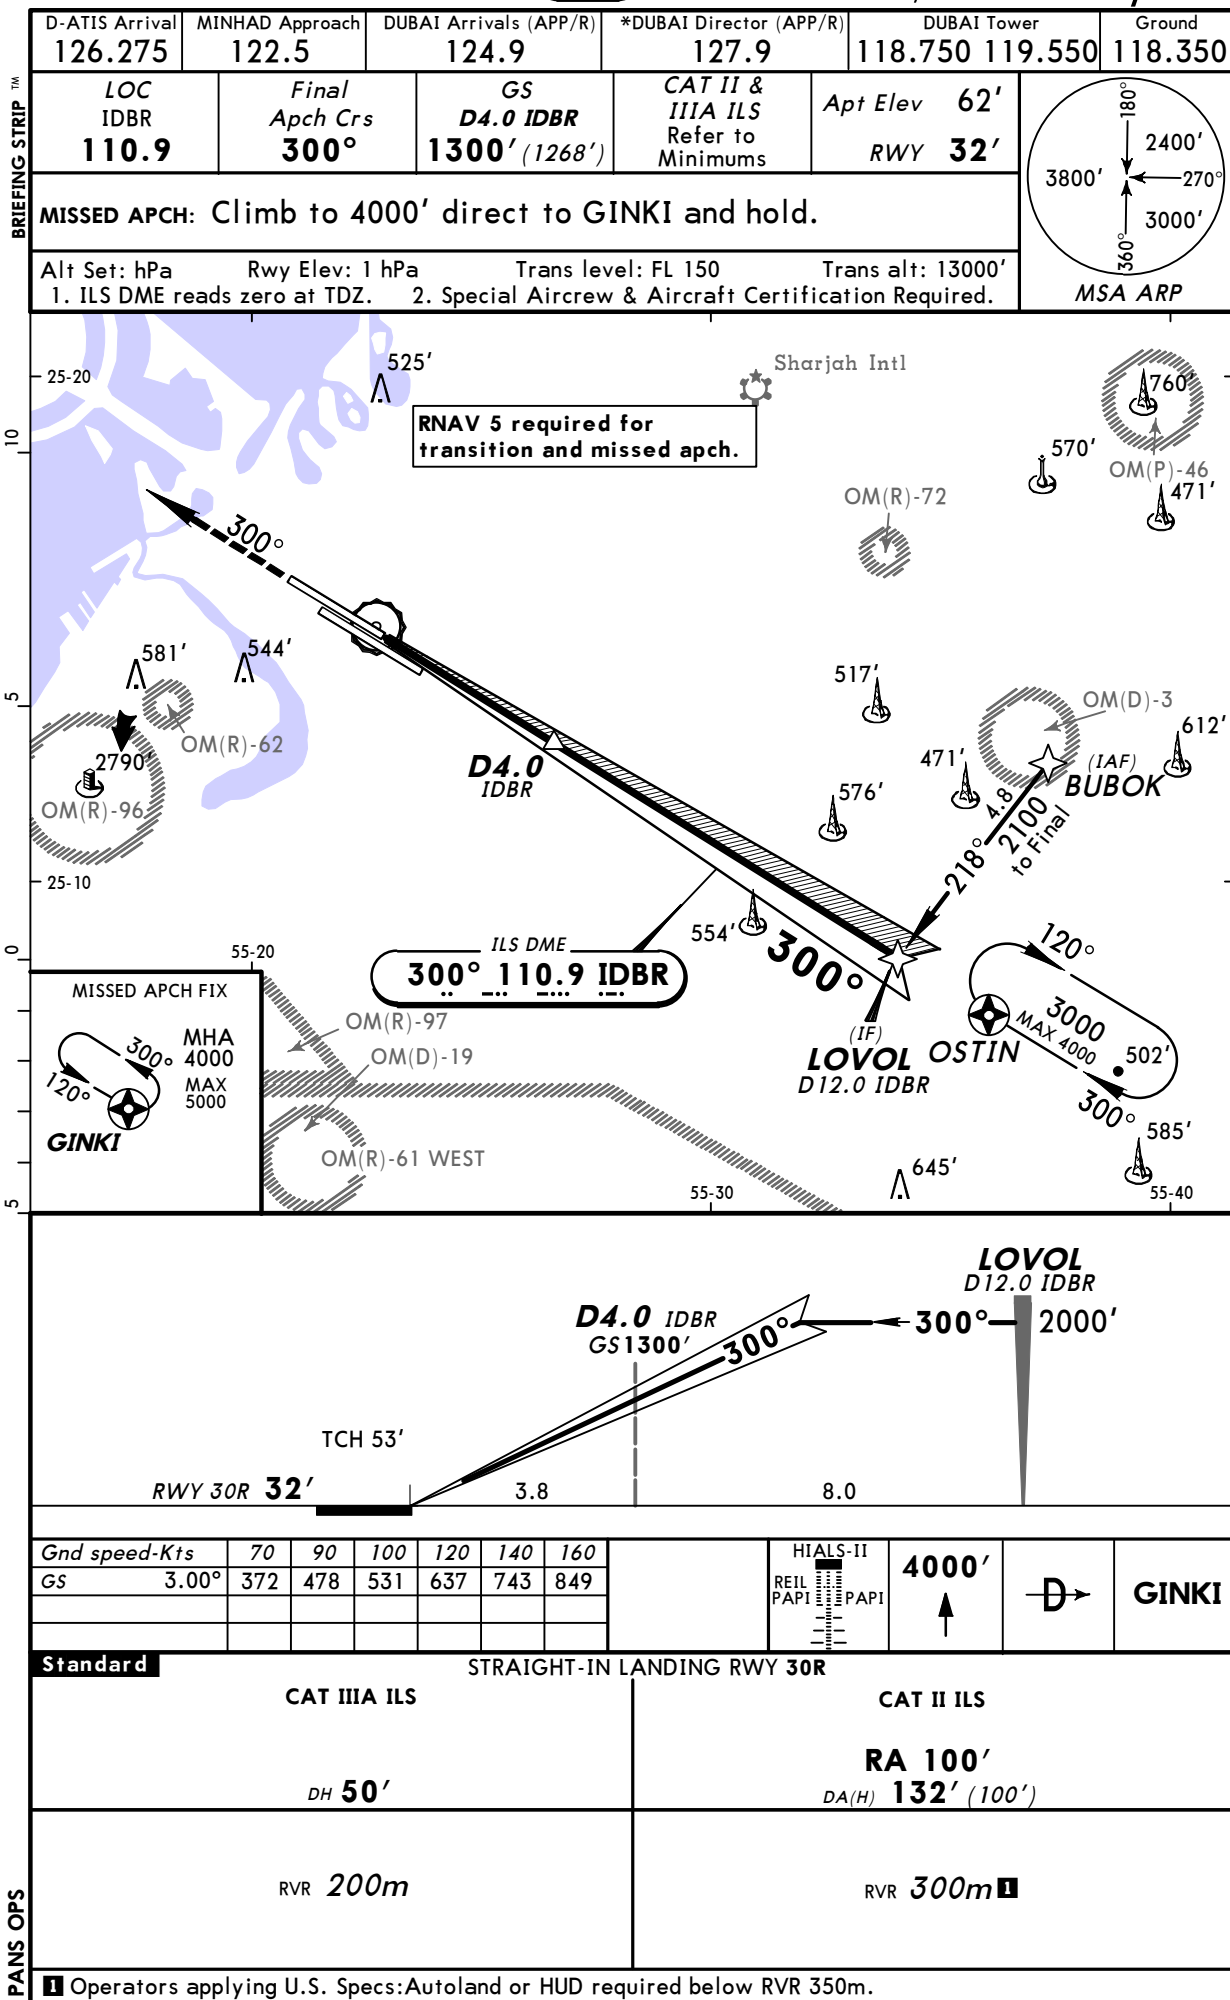 D-ATIS Arrival MINHAD Approach DUBAI Arrivals (APP/R) *DUBAI Director (APP/R) DUBAI Tower Ground
126.275 122.5 124.9 127.9 118.750 119.550 118.350
BRIEFING STRIP TM
LOC
IDBR
110.9
Final
Apch Crs
300°
GS
D4.0 IDBR
1300' (1268')
CAT II &
IIIA ILS
Refer to
Minimums
Apt Elev 62'
RWY 32'
180°
2400'
3800'
270°
3000'
360°
MSA ARP
MISSED APCH: Climb to 4000' direct to GINKI and hold.
Alt Set: hPa Rwy Elev: 1 hPa Trans level: FL 150 Trans alt: 13000'
1. ILS DME reads zero at TDZ. 2. Special Aircrew & Aircraft Certification Required.
525'
Sharjah Intl
25-20
760'
RNAV 5 required for
transition and missed apch.
10
570'
OM(P)-46
471'
OM(R)-72
300°
581'
544'
517'
5
OM(D)-3
OM(R)-62
612'
2790'
(IAF)
BUBOK
471'
D4.0
IDBR
OM(R)-96
576'
4.8
2100
to Final
218°
25-10
554'
300°
0
55-20
ILS DME
300° 110.9 IDBR
120°
3000
MAX 4000
502'
300°
OSTIN
(IF)
LOVOL
D12.0 IDBR
MISSED APCH FIX
MHA
4000
MAX
5000
300°
120°
GINKI
OM(R)-97
OM(D)-19
OM(R)-61 WEST
585'
645'
5
55-30
55-40
LOVOL
D12.0 IDBR
D4.0 IDBR
GS 1300'
300°
300°
2000'
TCH 53'
RWY 30R 32'
3.8
8.0
Gnd speed-Kts 70 90 100 120 140 160
GS 3.00° 372 478 531 637 743 849
HIALS-II
REIL
PAPI PAPI
4000'
D
GINKI
Standard
STRAIGHT-IN LANDING RWY 30R
CAT IIIA ILS
CAT II ILS
RA 100'
DH 50'
DA(H) 132' (100')
RVR 200m
RVR 300m 1
PANS OPS
1 Operators applying U.S. Specs:Autoland or HUD required below RVR 350m.